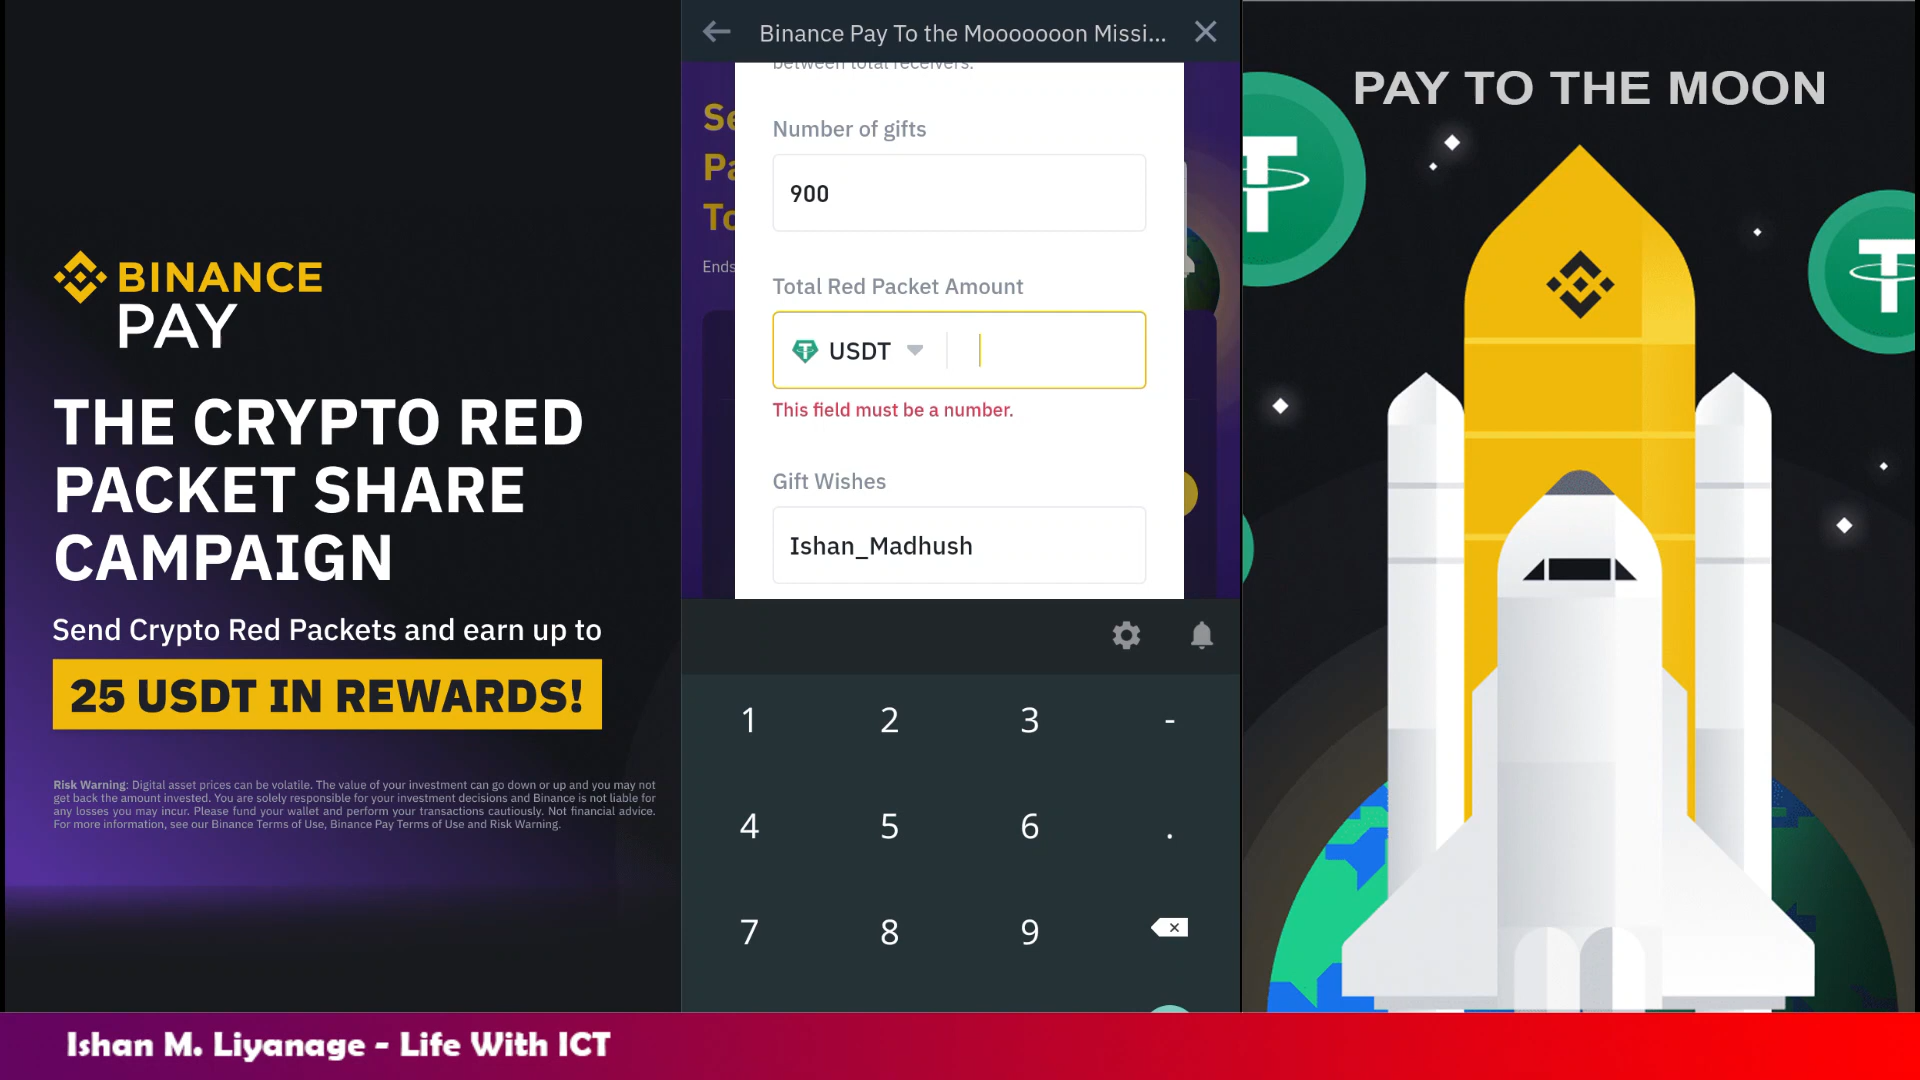 BINANCE
PAY
THE CRYPTO RED
PACKET SHARE
CAMPAIGN
Send Crypto Red Packets and earn up to
25 USDT IN REWARDS!
Risk Warning: Digital asset prices can be volatile. The value of your investment can go down or up and you may not
get back the amount invested. You are solely responsible for your investment decisions and Binance is not liable for
any losses you may incur. Please fund your wallet and perform your transactions cautiously. Not financial advice.
For more information, see our Binance Terms of Use, Binance Pay Terms of Use and Risk Warning.
Binance Pay To the Mooooooon Missi...
between total receivers.
Se
Pa
To
Ends
Number of gifts
900
Total Red Packet Amount
USDT
This field must be a number.
Gift Wishes
Ishan_Madhush
1 2 3 -
4 5 6 .
7 8 9
PAY TO THE MOON
Ishan M. Liyanage - Life With ICT